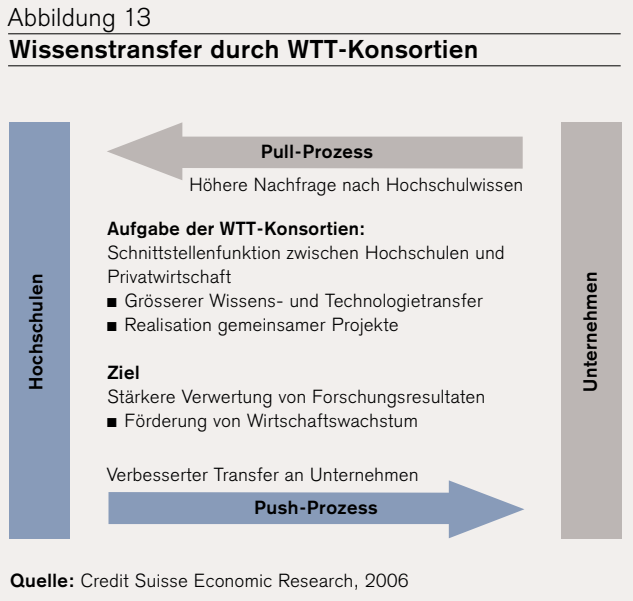 Abbildung 13
Wissenstransfer durch WTT-Konsortien
Pull-Prozess
Höhere Nachfrage nach Hochschulwissen
Hochschulen
Aufgabe der WTT-Konsortien:
Schnittstellenfunktion zwischen Hochschulen und
Privatwirtschaft
■ Grösserer Wissens- und Technologietransfer
■ Realisation gemeinsamer Projekte
Ziel
Stärkere Verwertung von Forschungsresultaten
■ Förderung von Wirtschaftswachstum
Unternehmen
Verbesserter Transfer an Unternehmen
Push-Prozess
Quelle: Credit Suisse Economic Research, 2006